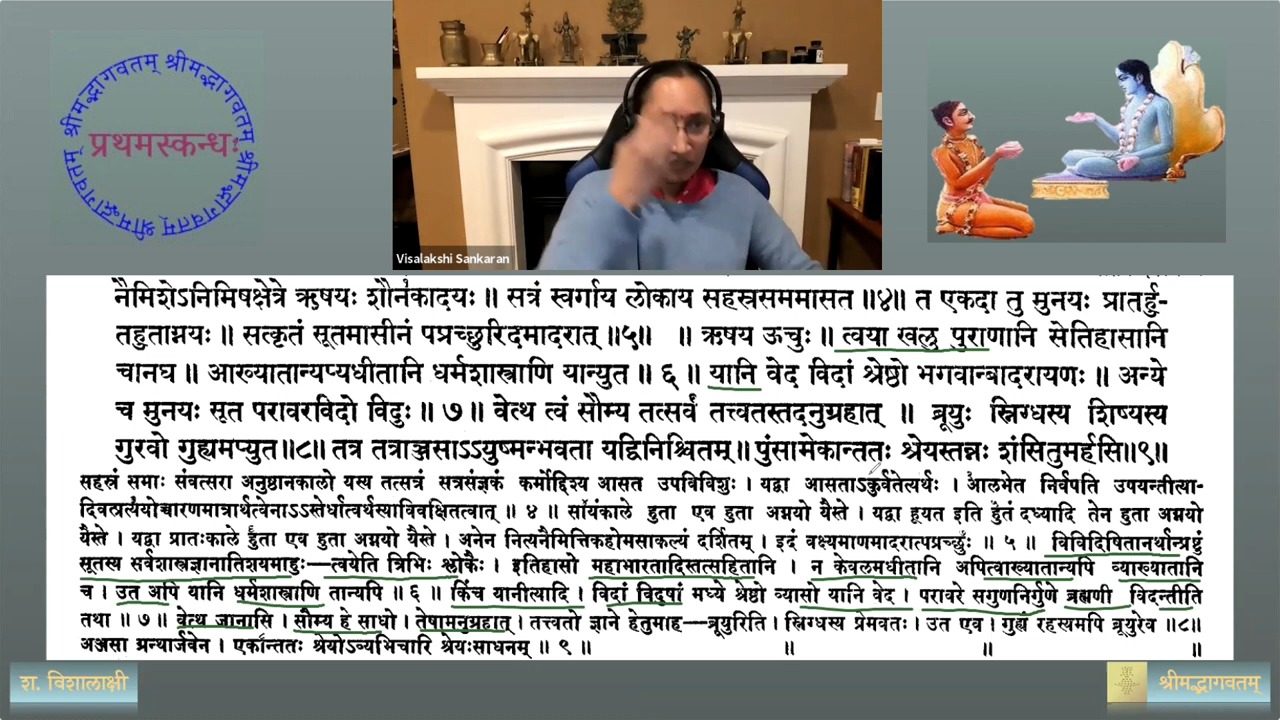 श्रीमद्भागवतम् श्रीमद्भागवतम् श्रीमद्भागवतम् श्रीमद्भागवतम्
प्रथमस्कन्धः
Visalakshi Sankaran
नैमिशेऽनिमिषक्षेत्रे ऋषयः शौनकादयः ॥ सत्रं स्वर्गाय लोकाय सहस्रसममासत ॥४॥ त एकदा तु मुनयः प्रातर्हु-
तहुताग्नयः ॥ सत्कृतं सूतमासीनं पप्रच्छुरिदमादरात् ॥५॥ ॥ ऋषय ऊचुः ॥ त्वया खलु पुराणानि सेतिहासानि
चानघ ॥ आख्यातान्यप्यधीतानि धर्मशास्त्राणि यान्युत ॥ ६ ॥ यानि वेद विदां श्रेष्ठो भगवान्बादरायणः ॥ अन्ये
च मुनयः सूत परावरविदो विदुः ॥ ७ ॥ वेत्थ त्वं सौम्य तत्सर्वं तत्त्वतस्तदनुग्रहात् ॥ ब्रूयुः स्निग्धस्य शिष्यस्य
गुरवो गुह्यमप्युत॥८॥ तत्र तत्राञ्जसाऽऽयुष्मन्भवता यद्विनिश्चितम्॥ पुंसामेकान्ततः श्रेयस्तन्नः शंसितुमर्हसि॥९॥
सहस्रं समाः संवत्सरा अनुष्ठानकालो यस्य तत्सत्रं सत्रसंज्ञकं कर्मोद्दिश्य आसत उपविविशुः । यद्वा आसताऽकुर्वतेत्यर्थः । आलभेत निर्वपति उपयन्तीत्या-
दिवत्प्रत्ययोच्चारणमात्रार्थत्वेनाऽऽस्तेर्धात्वर्थस्याविवक्षितत्वात् ॥ ४ ॥ सायंकाले हुता एव हुता अग्नयो यैस्ते । यद्वा हूयत इति हुतं दध्यादि तेन हुता अग्नयो
यैस्ते । यद्वा प्रातःकाले हुता एव हुता अग्नयो यैस्ते । अनेन नित्यनैमित्तिकहोमसाकल्यं दर्शितम् । इदं वक्ष्यमाणमादरात्पप्रच्छुः ॥ ५ ॥ विविदिषितानर्थान्प्रष्टुं
सूतस्य सर्वशास्त्रज्ञानातिशयमाहुः—त्वयेति त्रिभिः श्लोकैः । इतिहासो महाभारतादिस्तत्सहितानि । न केवलमधीतानि अपित्वाख्यातान्यपि व्याख्यातानि
च । उत अपि यानि धर्मशास्त्राणि तान्यपि ॥ ६ ॥ किंच यानीत्यादि । विदां विदुषां मध्ये श्रेष्ठो व्यासो यानि वेद । परावरे सगुणनिर्गुणे ब्रह्मणी विदन्तीति
तथा ॥ ७ ॥ वेत्थ जानासि । सौम्य हे साधो । तेषामनुग्रहात् । तत्त्वतो ज्ञाने हेतुमाह—ब्रूयुरिति । स्निग्धस्य प्रेमवतः । उत एव । गुह्यं रहस्यमपि ब्रूयुरेव ॥८॥
अञ्जसा ग्रन्थार्जवेन । एकान्ततः श्रेयोऽव्यभिचारि श्रेयःसाधनम् ॥ ९ ॥ ॥ ॥ ॥
श. विशालाक्षी
श्रीमद्भागवतम्